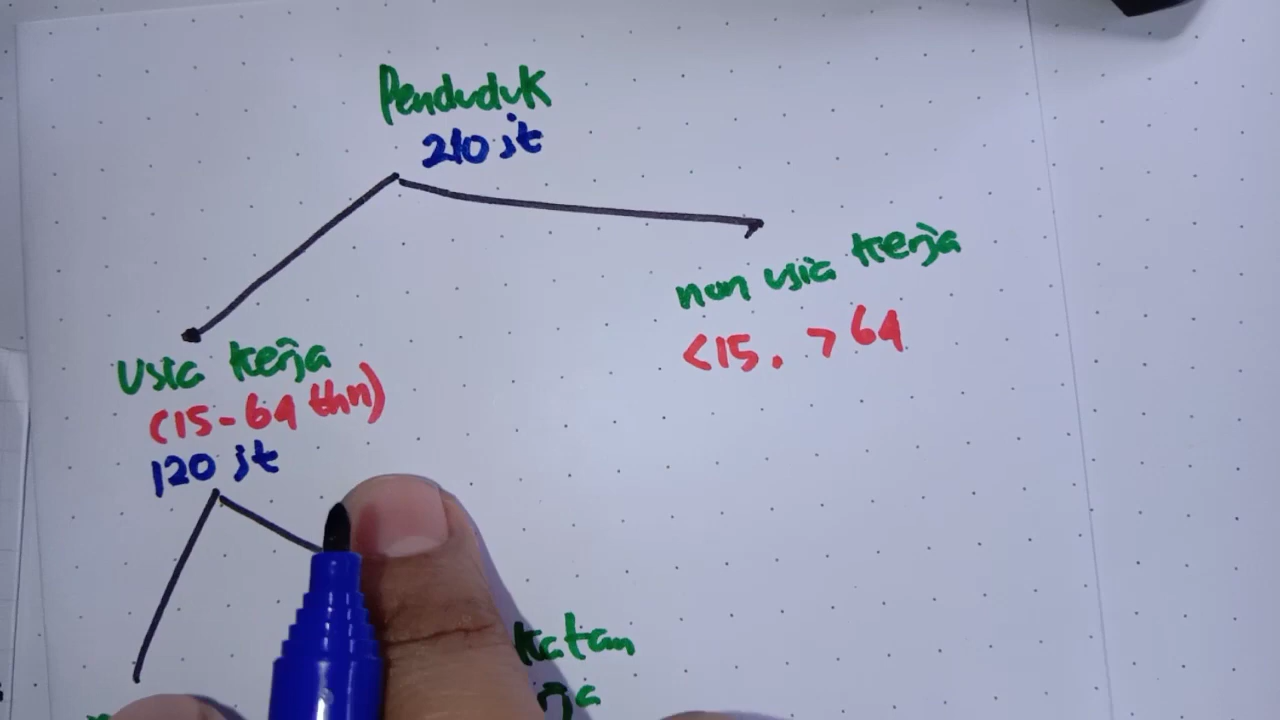 Penduduk
210 jt
non usia kerja
<15. >64
Usia kerja
(15-64 thn)
120 jt